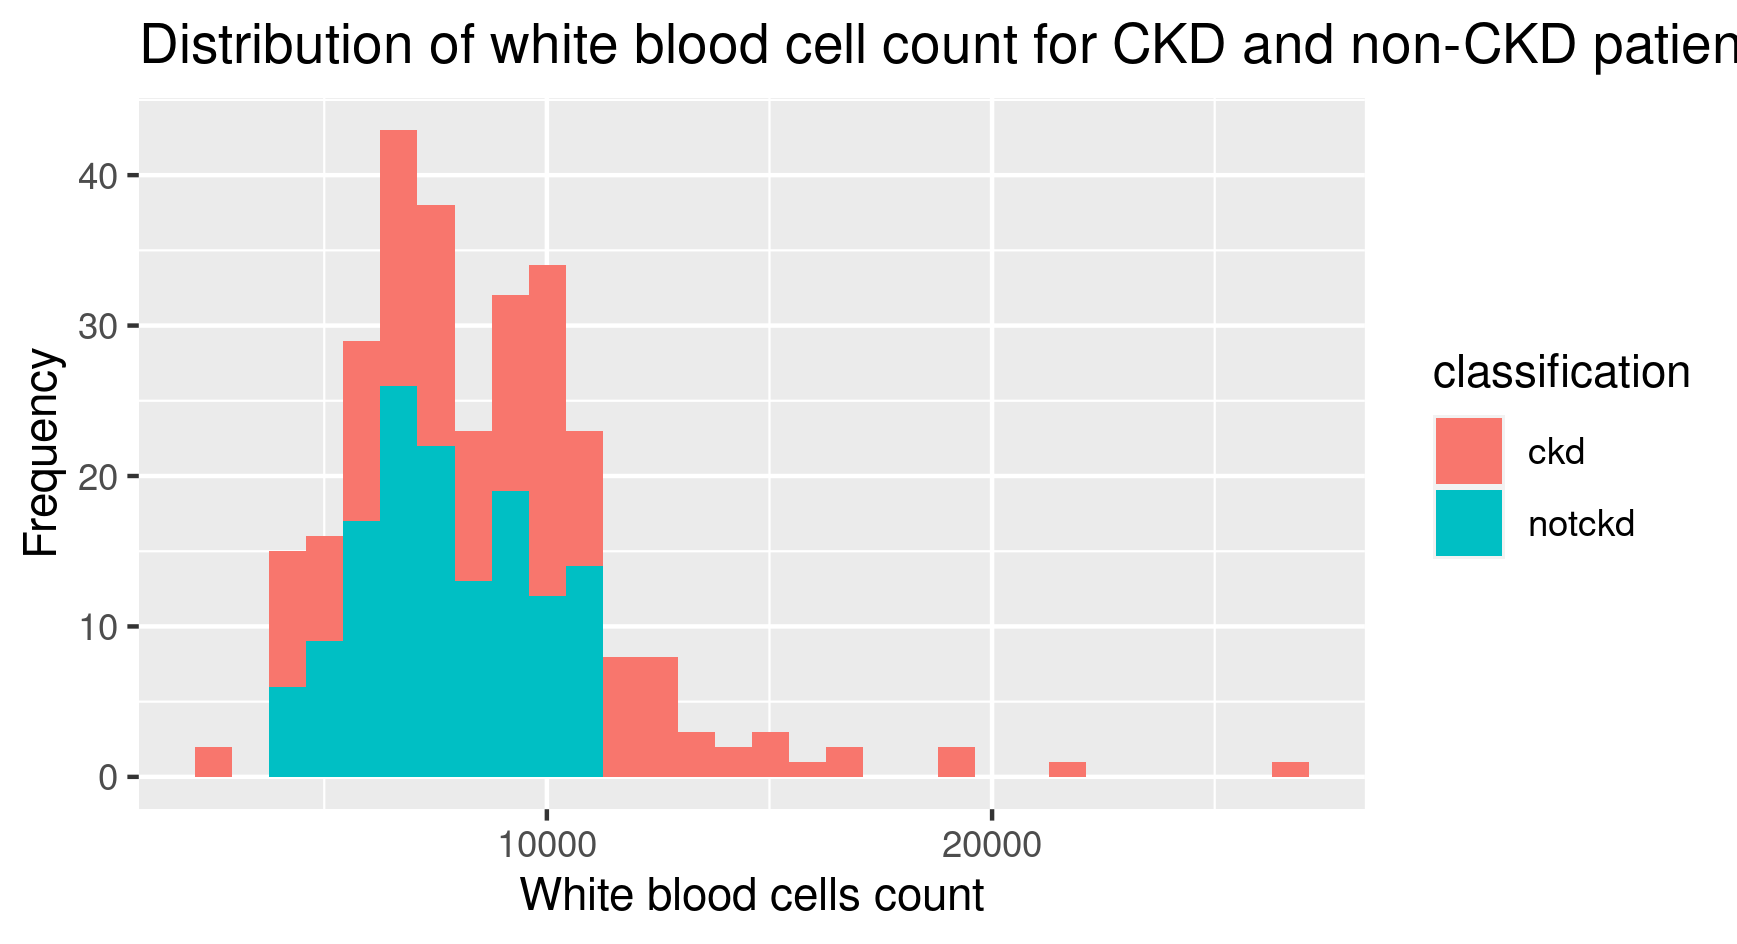 Distribution of white blood cell count for CKD and non-CKD patien
Frequency
40
30
20
10
0
10000
20000
White blood cells count
classification
ckd
notckd